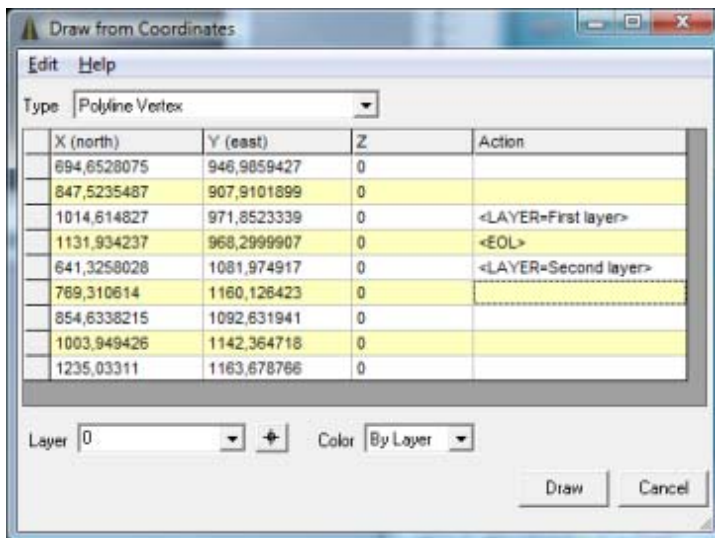 Draw from Coordinates
Edit Help
Type Polyline Vertex
X (north) Y (east) Z Action
694,6528075 946,9859427 0
847,5235487 907,9101899 0
1014,614827 971,8523339 0 <LAYER=First layer>
1131,934237 968,2999907 0 <EOL>
641,3258028 1081,974917 0 <LAYER=Second layer>
769,310614 1160,126423 0
854,6338215 1092,631941 0
1003,949426 1142,364718 0
1235,03311 1163,678766 0
Layer 0 Color By Layer
Draw Cancel